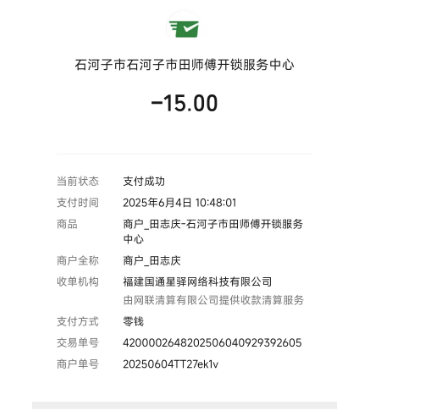 石河子市石河子市田师傅开锁服务中心
-15.00
当前状态 支付成功
支付时间 2025年6月4日 10:48:01
商品 商户_田志庆-石河子市田师傅开锁服务
中心
商户全称 商户_田志庆
收单机构 福建国通星驿网络科技有限公司
由网联清算有限公司提供收款清算服务
支付方式 零钱
交易单号 4200002648202506040929392605
商户单号 20250604TT27ek1v